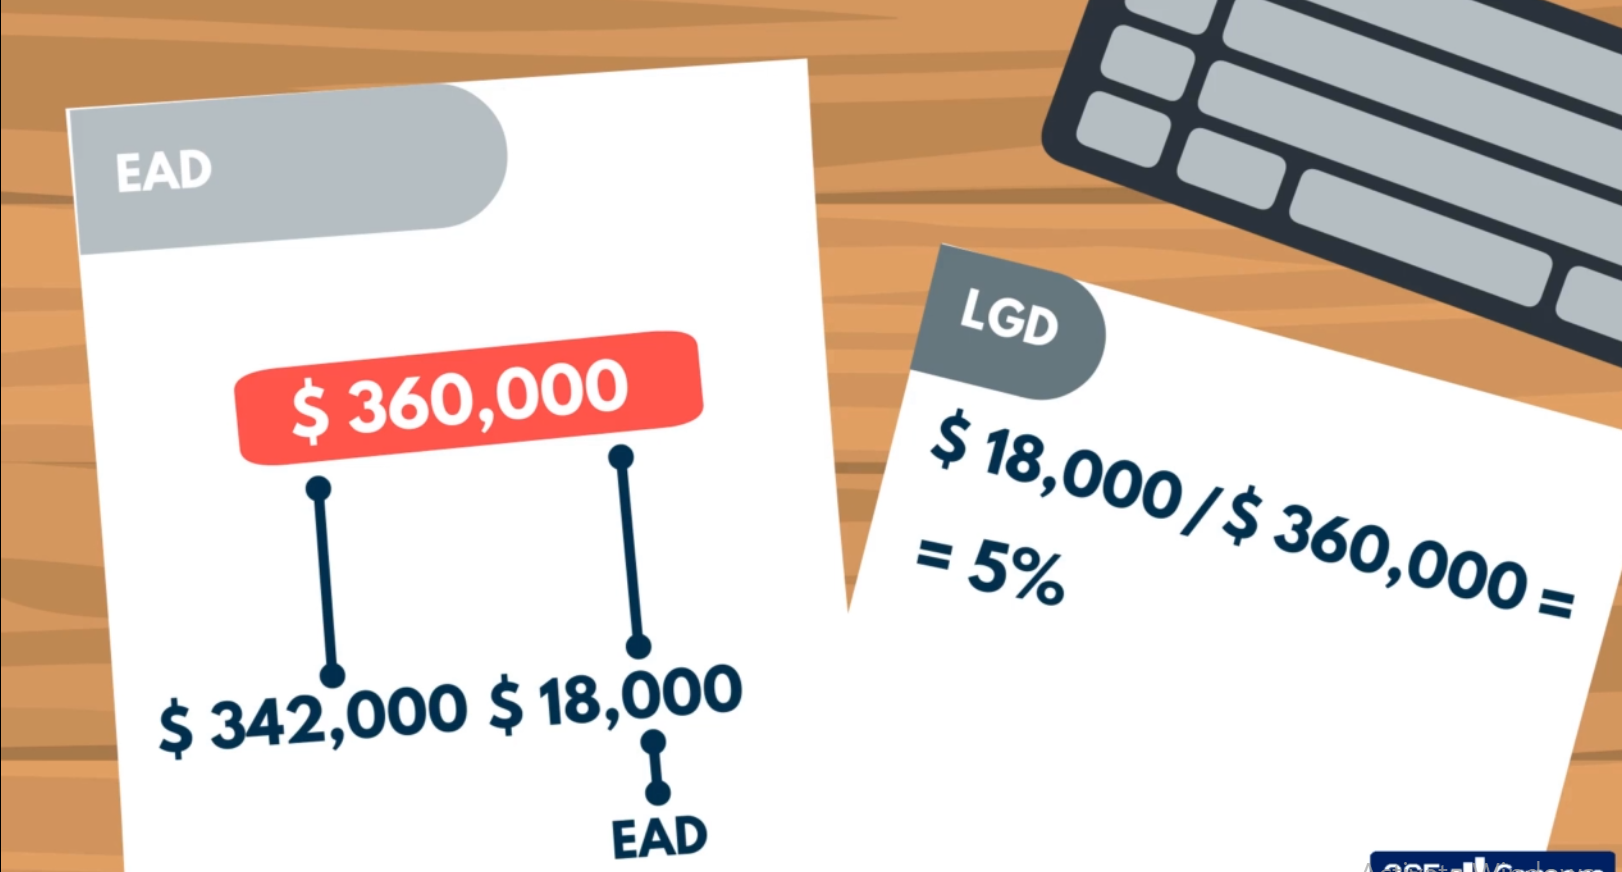 EAD
$ 360,000
$ 342,000 $ 18,000
EAD
LGD
$ 18,000 / $ 360,000 =
= 5%